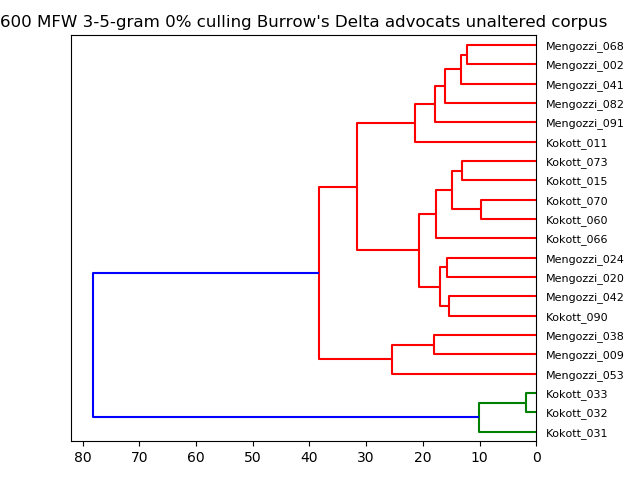 600 MFW 3-5-gram 0% culling Burrow's Delta advocats unaltered corpus
Mengozzi_068
Mengozzi_002
Mengozzi_041
Mengozzi_082
Mengozzi_091
Kokott_011
Kokott_073
Kokott_015
Kokott_070
Kokott_060
Kokott_066
Mengozzi_024
Mengozzi_020
Mengozzi_042
Kokott_090
Mengozzi_038
Mengozzi_009
Mengozzi_053
Kokott_033
Kokott_032
Kokott_031
80 70 60 50 40 30 20 10 0